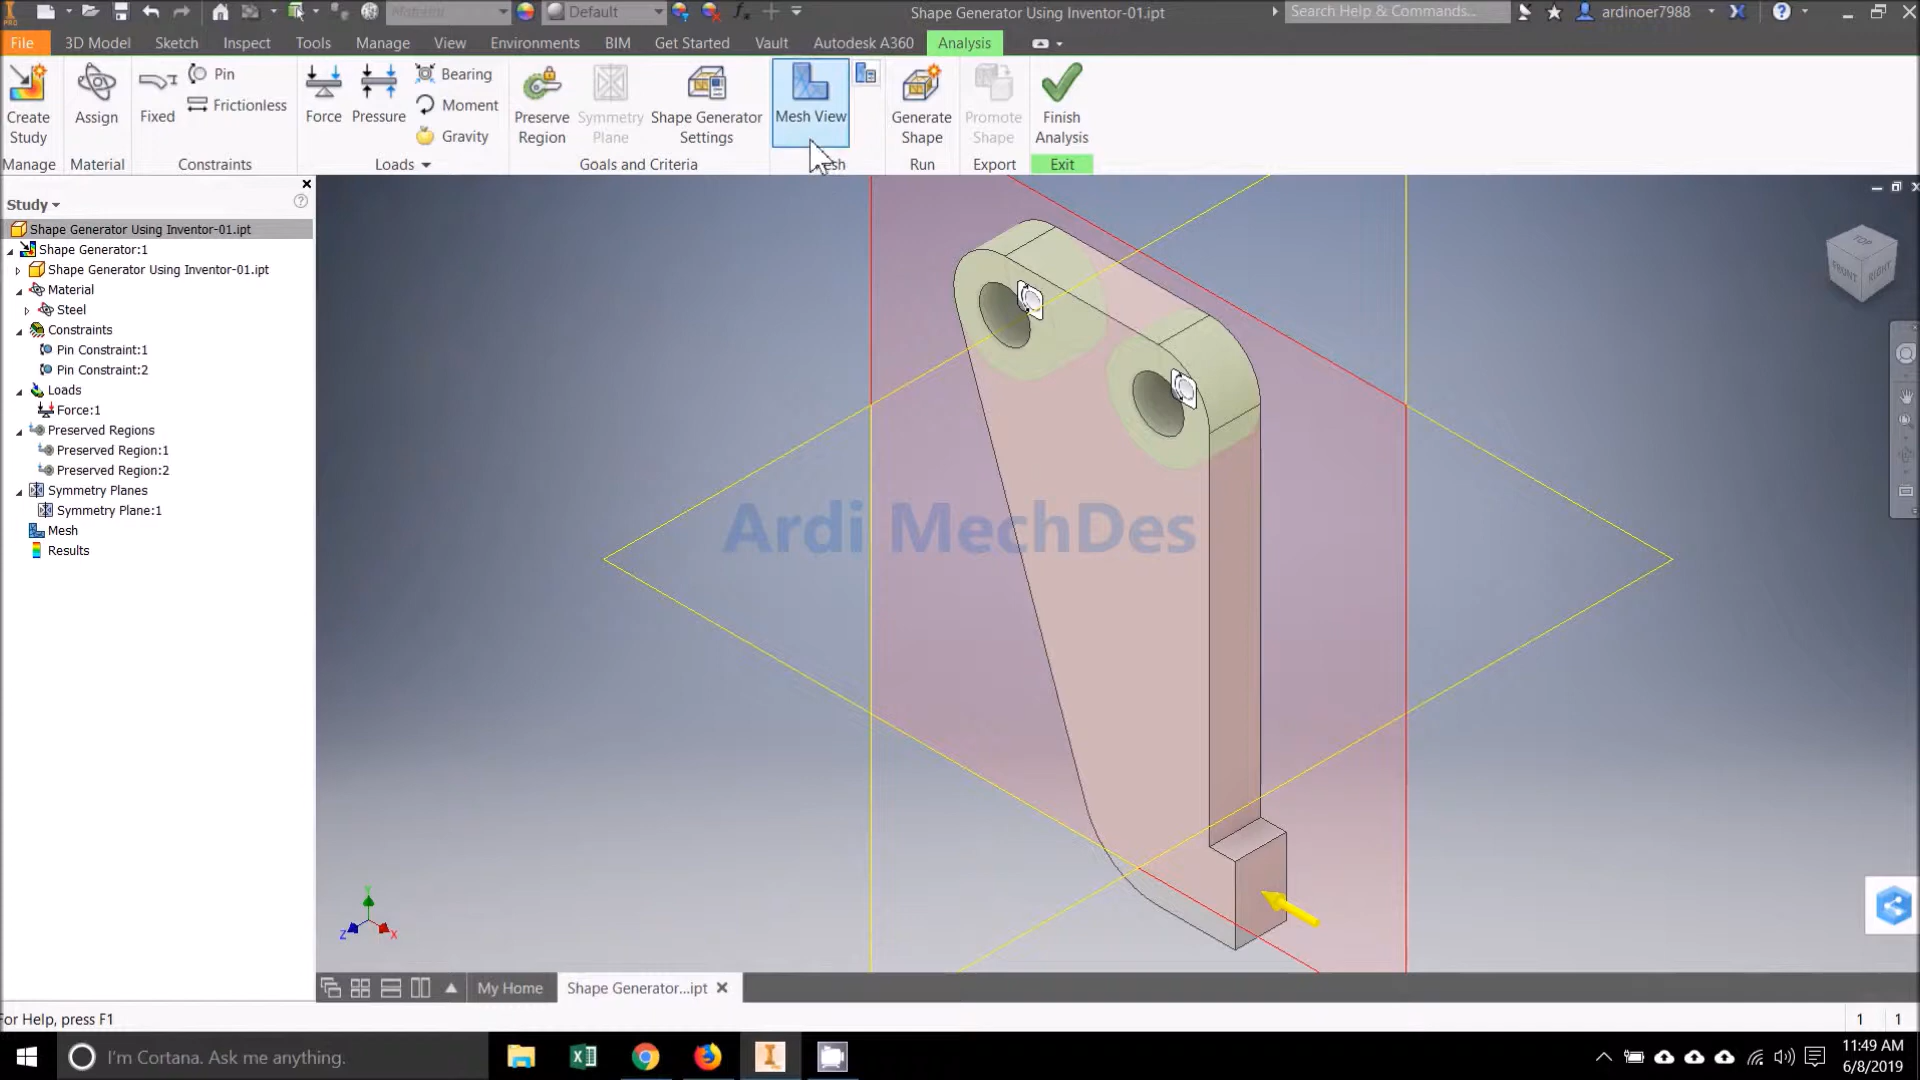 Material
Default
Shape Generator Using Inventor-01.ipt
Search Help & Commands...
ardinoer7988
PRO
File
3D Model
Sketch
Inspect
Tools
Manage
View
Environments
BIM
Get Started
Vault
Autodesk A360
Analysis
Create Study
Assign
Fixed
Pin
Frictionless
Force
Pressure
Bearing
Moment
Gravity
Preserve Region
Symmetry Plane
Shape Generator Settings
Mesh View
Generate Shape
Promote Shape
Finish Analysis
Manage
Material
Constraints
Loads
Goals and Criteria
Run
Export
Exit
Study
Shape Generator Using Inventor-01.ipt
Shape Generator:1
Shape Generator Using Inventor-01.ipt
Material
Steel
Constraints
Pin Constraint:1
Pin Constraint:2
Loads
Force:1
Preserved Regions
Preserved Region:1
Preserved Region:2
Symmetry Planes
Symmetry Plane:1
Mesh
Results
TOP
FRONT
RIGHT
Ardi MechDes
Y
Z
X
My Home
Shape Generator...ipt
For Help, press F1
1
1
I'm Cortana. Ask me anything.
11:49 AM
6/8/2019